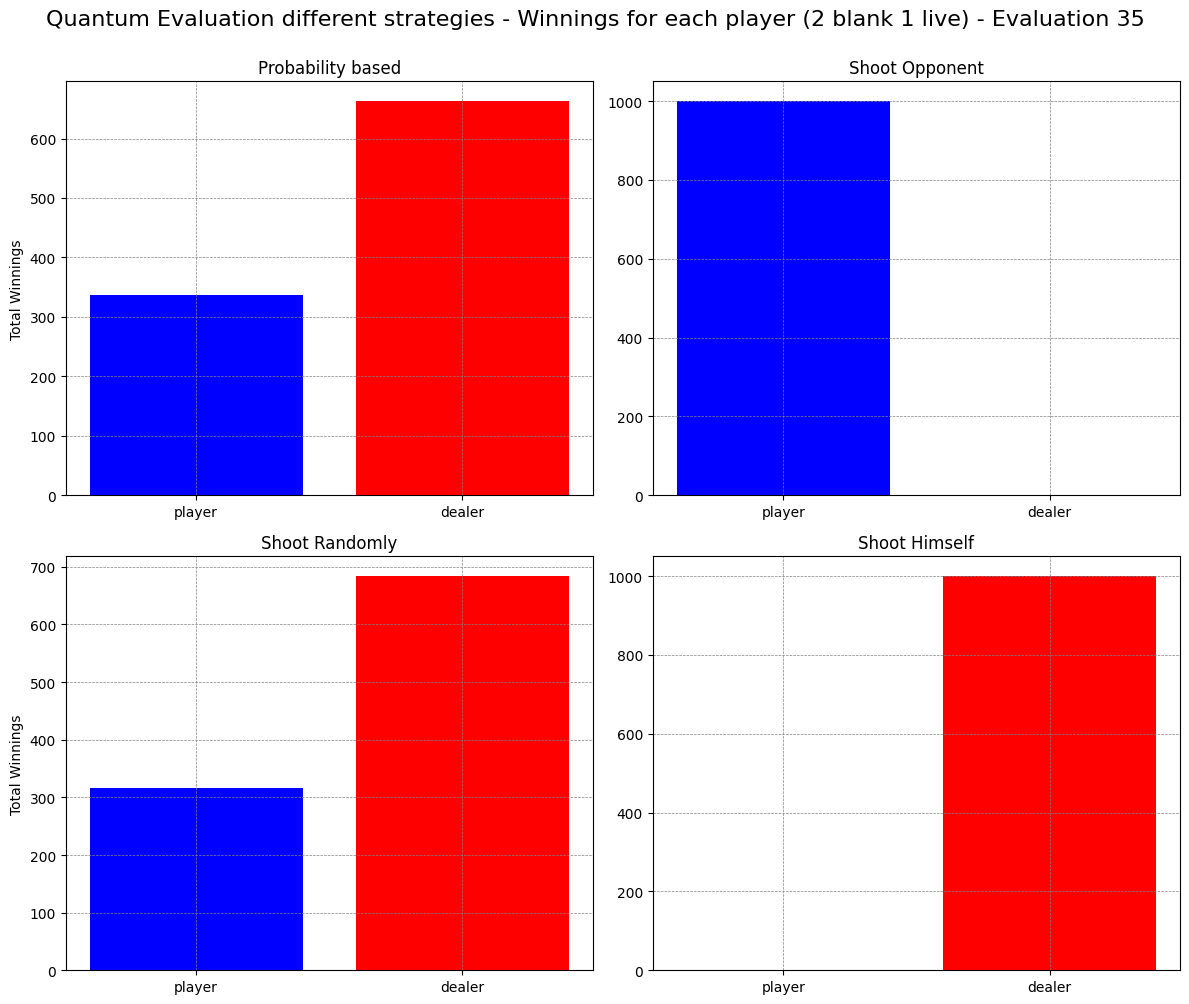 Quantum Evaluation different strategies - Winnings for each player (2 blank 1 live) - Evaluation 35
Probability based
Total Winnings
600
500
400
300
200
100
0
player dealer
Shoot Opponent
1000
800
600
400
200
0
player dealer
Shoot Randomly
Total Winnings
700
600
500
400
300
200
100
0
player dealer
Shoot Himself
1000
800
600
400
200
0
player dealer